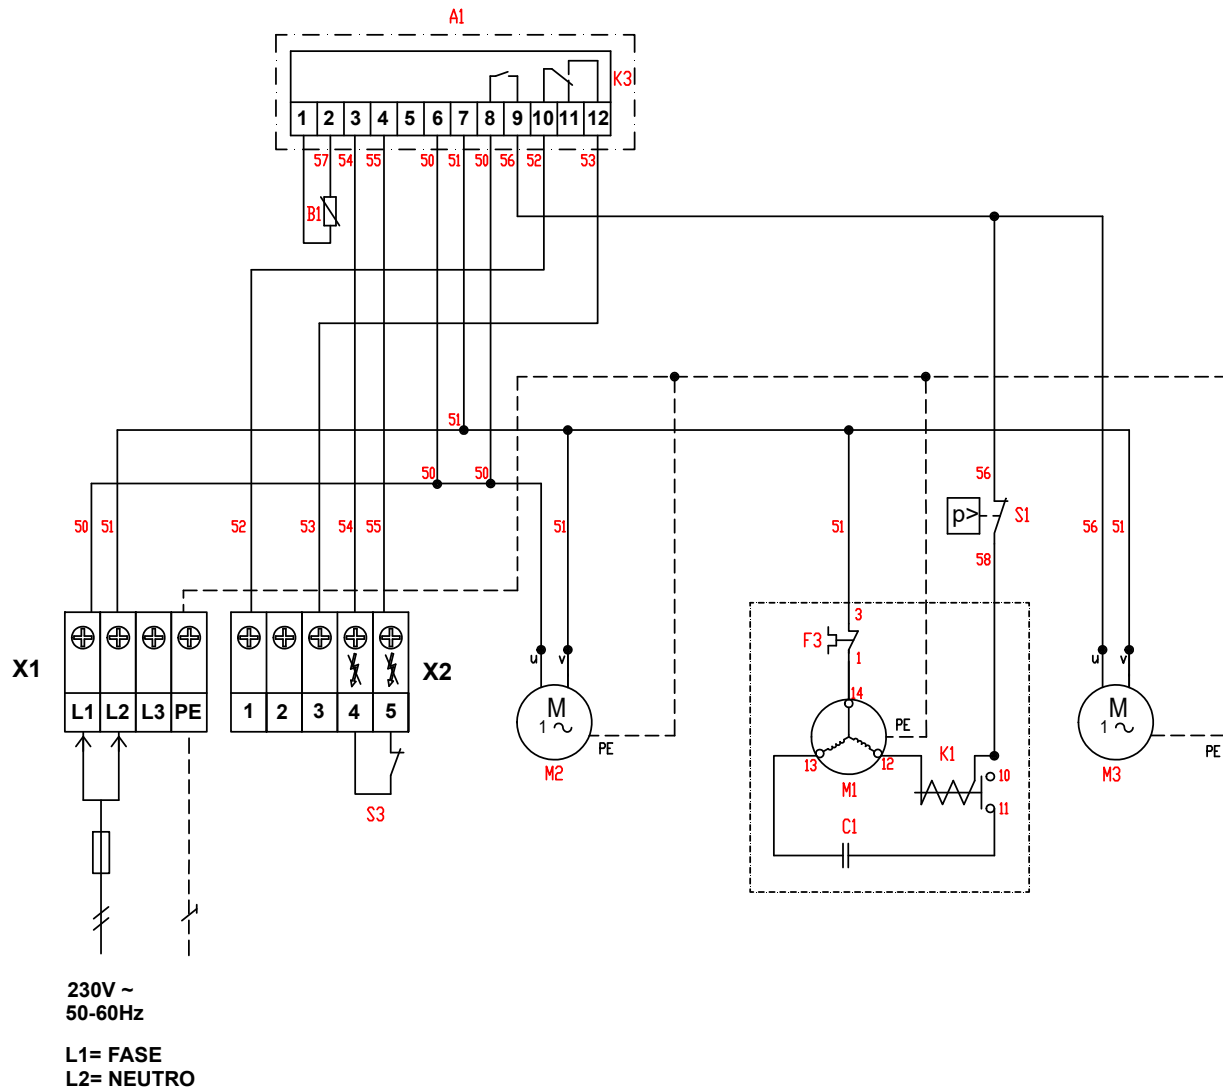 A1
K3
1 2 3 4 5 6 7 8 9 10 11 12
57 54 55 50 51 50 56 52 53
B1
51
56
50 50
50 51 52 53 54 55 51 51 p> S1 56 51
58
3
F3
1
u v u v
X1 X2
14
L1 L2 L3 PE 1 2 3 4 5
M M
1 1
PE PE PE
13 12 K1
M2 M1 10 M3
S3 11
C1
230V ~
50-60Hz
L1= FASE
L2= NEUTRO